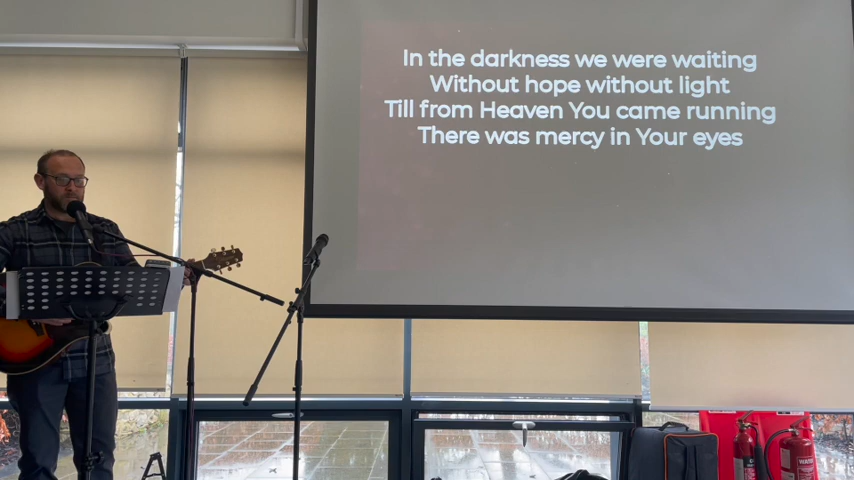 In the darkness we were waiting
Without hope without light
Till from Heaven You came running
There was mercy in Your eyes